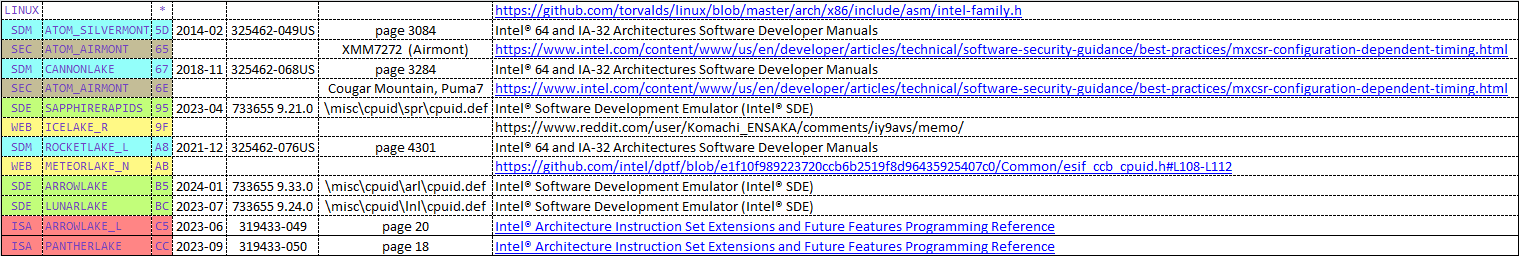 LINUX * https://github.com/torvalds/linux/blob/master/arch/x86/include/asm/intel-family.h
SDM ATOM_SILVERMONT 5D 2014-02 325462-049US page 3084 Intel® 64 and IA-32 Architectures Software Developer Manuals
SEC ATOM_AIRMONT 65 XMM7272 (Airmont) https://www.intel.com/content/www/us/en/developer/articles/technical/software-security-guidance/best-practices/mxcsr-configuration-dependent-timing.html
SDM CANNONLAKE 67 2018-11 325462-068US page 3284 Intel® 64 and IA-32 Architectures Software Developer Manuals
SEC ATOM_AIRMONT 6E Cougar Mountain, Puma7 https://www.intel.com/content/www/us/en/developer/articles/technical/software-security-guidance/best-practices/mxcsr-configuration-dependent-timing.html
SDE SAPPHIRERAPIDS 95 2023-04 733655 9.21.0 \misc\cpuid\spr\cpuid.def Intel® Software Development Emulator (Intel® SDE)
WEB ICELAKE_R 9F https://www.reddit.com/user/Komachi_ENSAKA/comments/iy9avs/memo/
SDM ROCKETLAKE_L A8 2021-12 325462-076US page 4301 Intel® 64 and IA-32 Architectures Software Developer Manuals
WEB METEORLAKE_N AB https://github.com/intel/dptf/blob/e1f10f989223720ccb6b2519f8d96435925407c0/Common/esif_ccb_cpuid.h#L108-L112
SDE ARROWLAKE B5 2024-01 733655 9.33.0 \misc\cpuid\arl\cpuid.def Intel® Software Development Emulator (Intel® SDE)
SDE LUNARLAKE BC 2023-07 733655 9.24.0 \misc\cpuid\lnl\cpuid.def Intel® Software Development Emulator (Intel® SDE)
ISA ARROWLAKE_L C5 2023-06 319433-049 page 20 Intel® Architecture Instruction Set Extensions and Future Features Programming Reference
ISA PANTHERLAKE CC 2023-09 319433-050 page 18 Intel® Architecture Instruction Set Extensions and Future Features Programming Reference